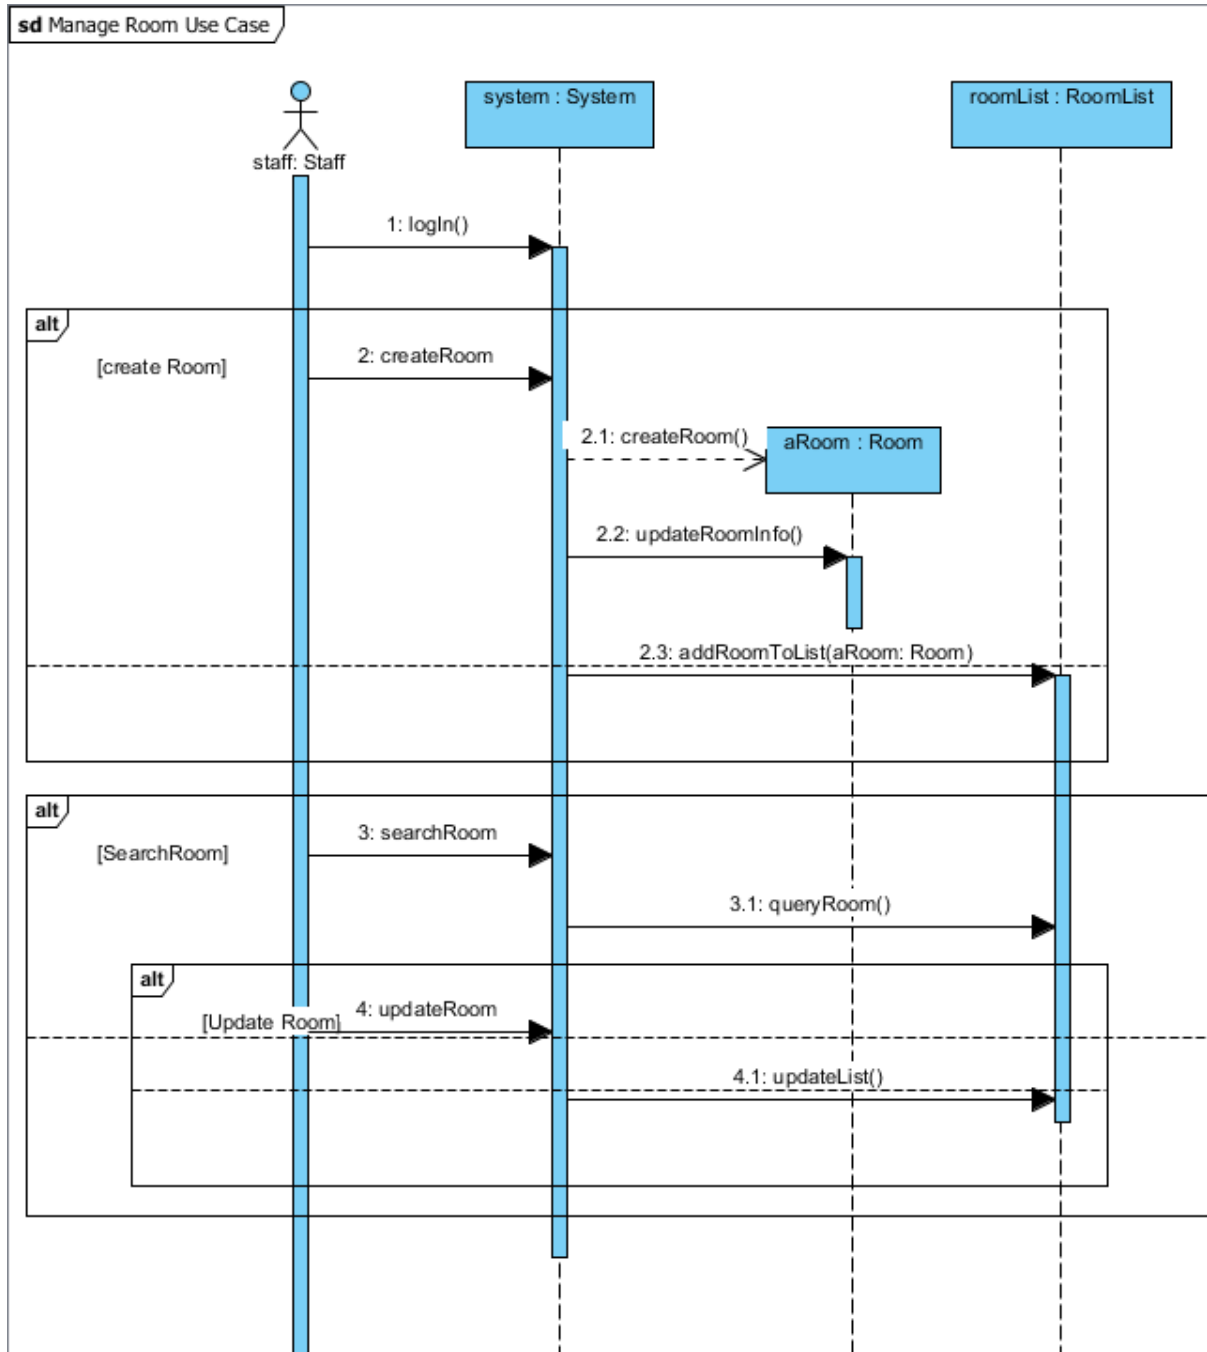 sd Manage Room Use Case
system : System
roomList : RoomList
staff: Staff
1: logIn()
alt
[create Room]
2: createRoom
2.1: createRoom()
aRoom : Room
2.2: updateRoomInfo()
2.3: addRoomToList(aRoom: Room)
alt
[SearchRoom]
3: searchRoom
3.1: queryRoom()
alt
[Update Room]
4: updateRoom
4.1: updateList()